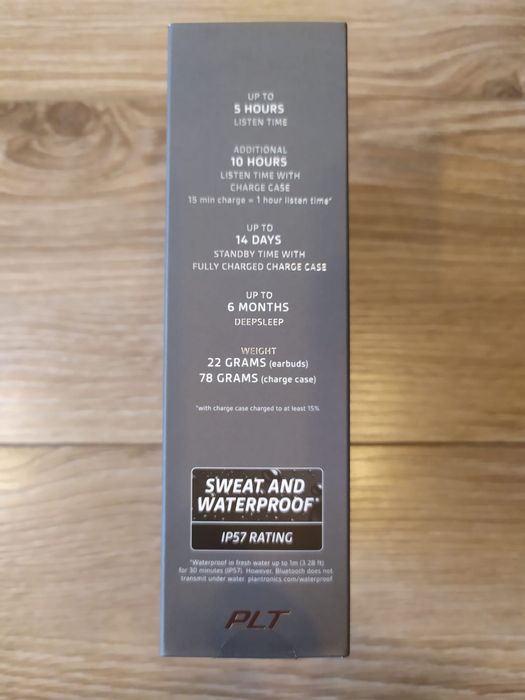 UP TO
5 HOURS
LISTEN TIME
ADDITIONAL
10 HOURS
LISTEN TIME WITH
CHARGE CASE
15 min charge = 1 hour listen time*
UP TO
14 DAYS
STANDBY TIME WITH
FULLY CHARGED CHARGE CASE
UP TO
6 MONTHS
DEEPSLEEP
WEIGHT
22 GRAMS (earbuds)
78 GRAMS (charge case)
*with charge case charged to at least 15%
SWEAT AND
WATERPROOF*
IP57 RATING
*Waterproof in fresh water up to 1m (3.28 ft)
for 30 minutes (IP57). However, Bluetooth does not
transmit under water. plantronics.com/waterproof
PLT